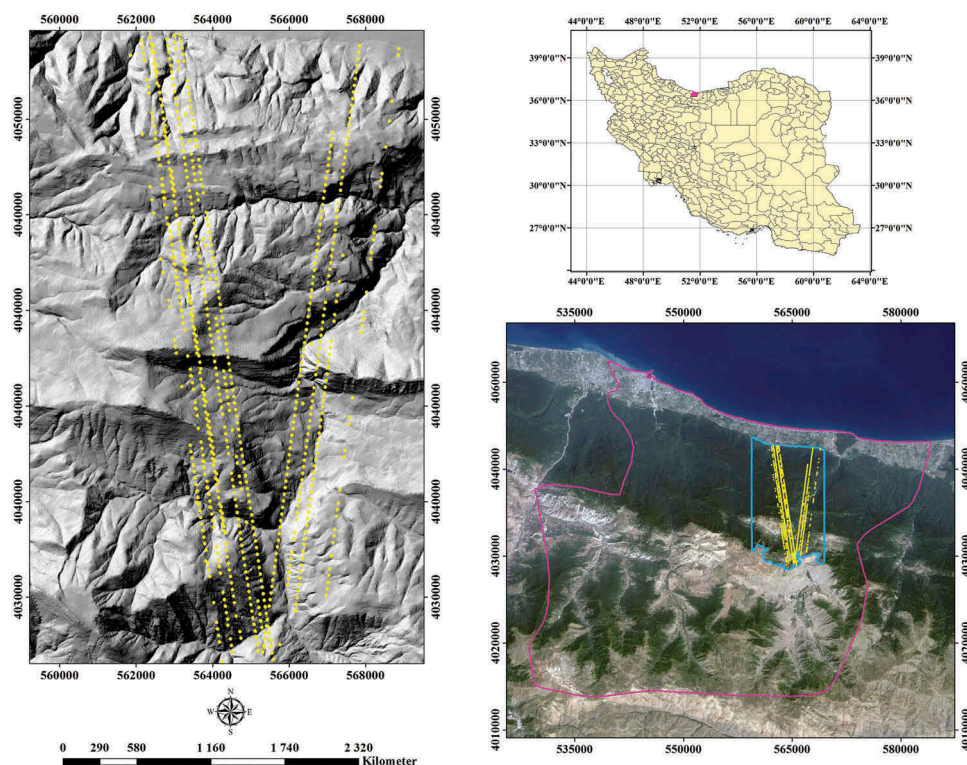 560000 562000 564000 566000 568000
4050000
4040000
4040000
4040000
4040000
4030000
560000 562000 564000 566000 568000
N
W E
S
0 290 580 1 160 1 740 2 320
Kilometer
44°0'0"E 48°0'0"E 52°0'0"E 56°0'0"E 60°0'0"E 64°0'0"E
39°0'0"N 39°0'0"N
36°0'0"N 36°0'0"N
33°0'0"N 33°0'0"N
30°0'0"N 30°0'0"N
27°0'0"N 27°0'0"N
44°0'0"E 48°0'0"E 52°0'0"E 56°0'0"E 60°0'0"E 64°0'0"E
535000 550000 565000 580000
4060000 4060000
4040000 4040000
4030000 4030000
4020000 4020000
4010000 4010000
535000 550000 565000 580000